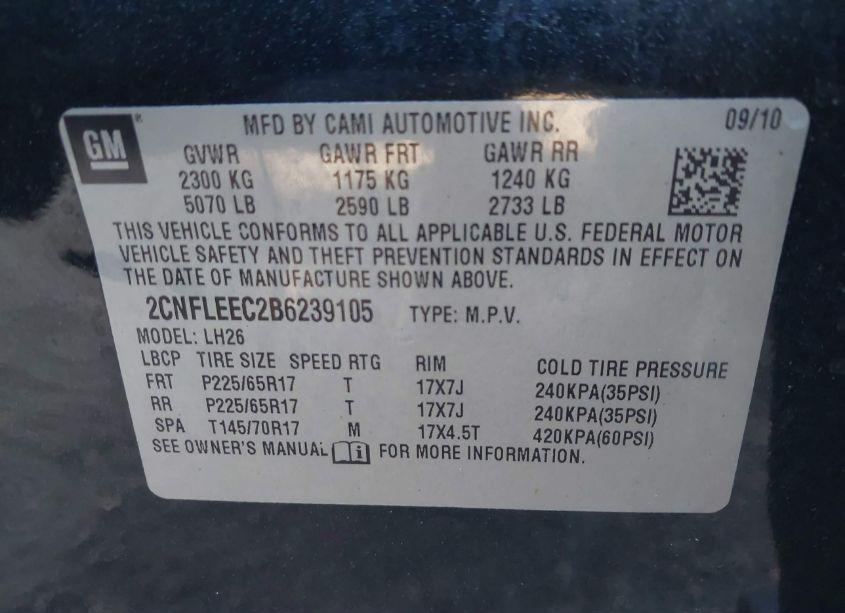 GM® MFD BY CAMI AUTOMOTIVE INC. 09/10
GVWR GAWR FRT GAWR RR
2300 KG 1175 KG 1240 KG
5070 LB 2590 LB 2733 LB
THIS VEHICLE CONFORMS TO ALL APPLICABLE U.S. FEDERAL MOTOR
VEHICLE SAFETY AND THEFT PREVENTION STANDARDS IN EFFECT ON
THE DATE OF MANUFACTURE SHOWN ABOVE.
2CNFLEEC2B6239105 TYPE: M.P.V.
MODEL: LH26
LBCP TIRE SIZE SPEED RTG RIM COLD TIRE PRESSURE
FRT P225/65R17 T 17X7J 240KPA(35PSI)
RR P225/65R17 T 17X7J 240KPA(35PSI)
SPA T145/70R17 M 17X4.5T 420KPA(60PSI)
SEE OWNER'S MANUAL FOR MORE INFORMATION.